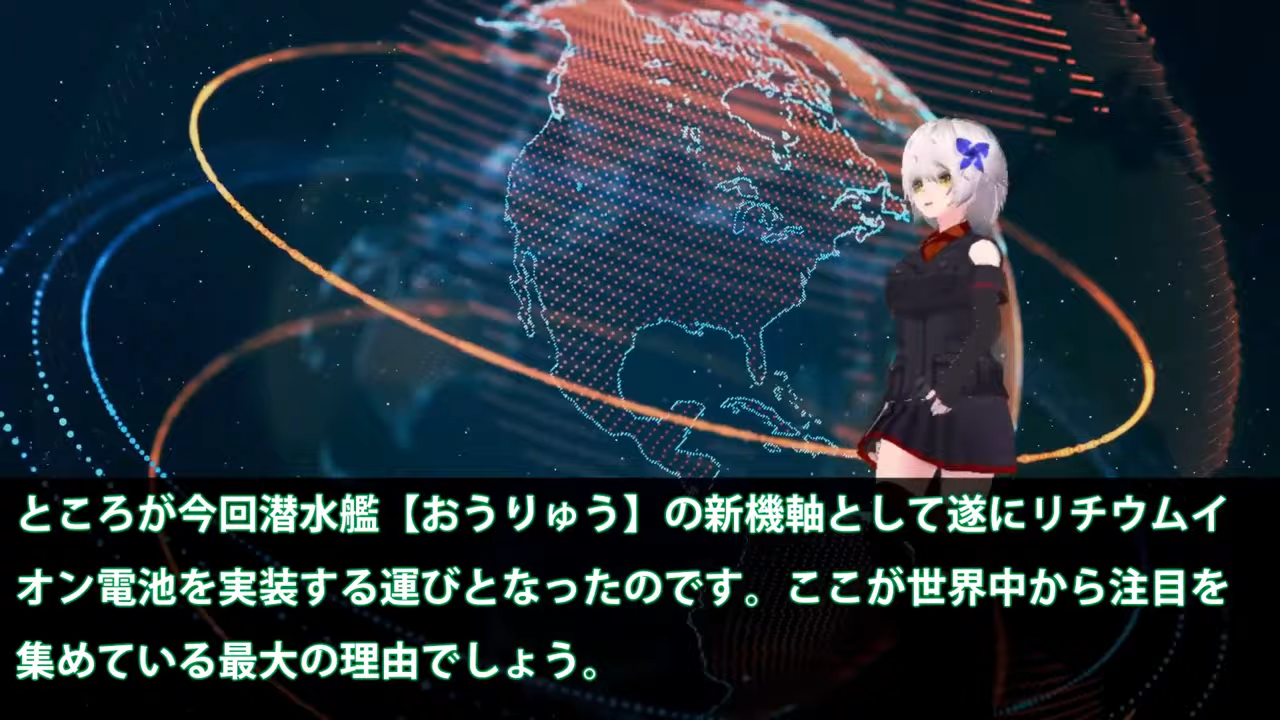 ところが今回潜水艦【おうりゅう】の新機軸として遂にリチウムイ
オン電池を実装する運びとなったのです。ここが世界中から注目を
集めている最大の理由でしょう。